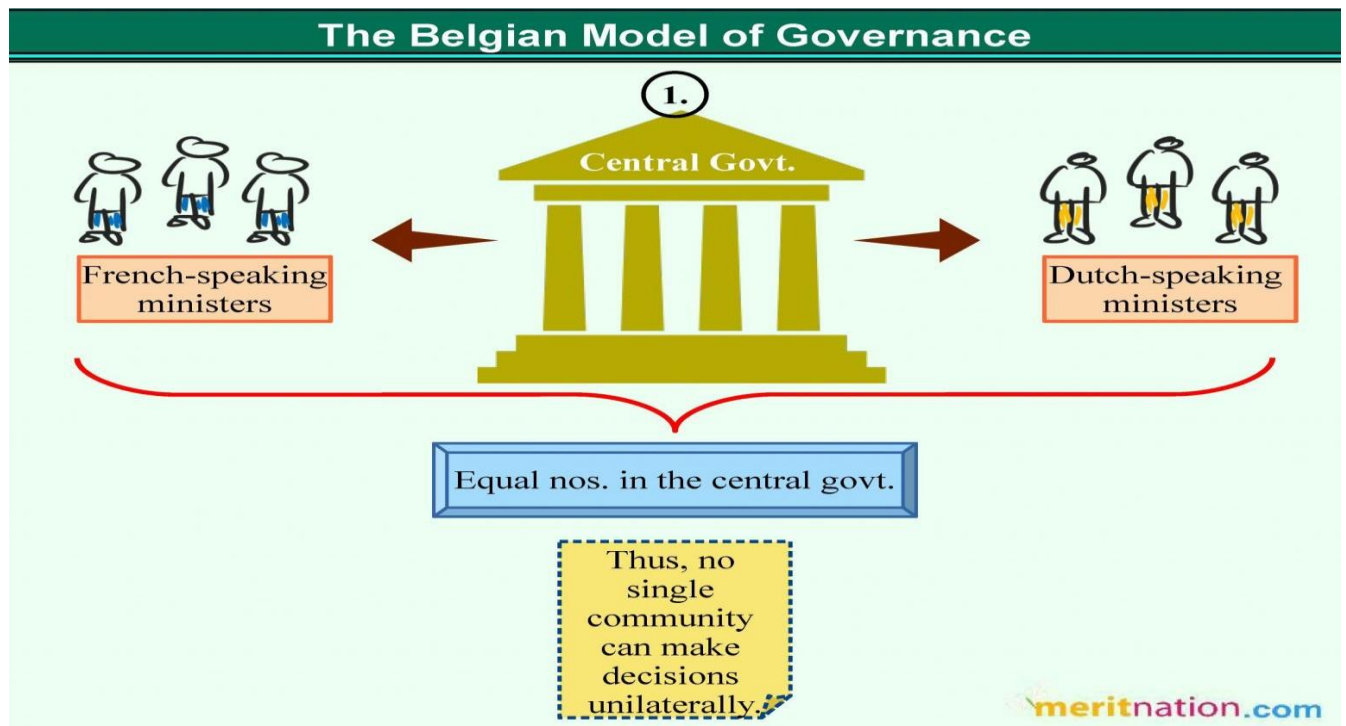 The Belgian Model of Governance
1.
Central Govt.
French-speaking
ministers
Dutch-speaking
ministers
Equal nos. in the central govt.
Thus, no
single
community
can make
decisions
unilaterally.
meritnation.com